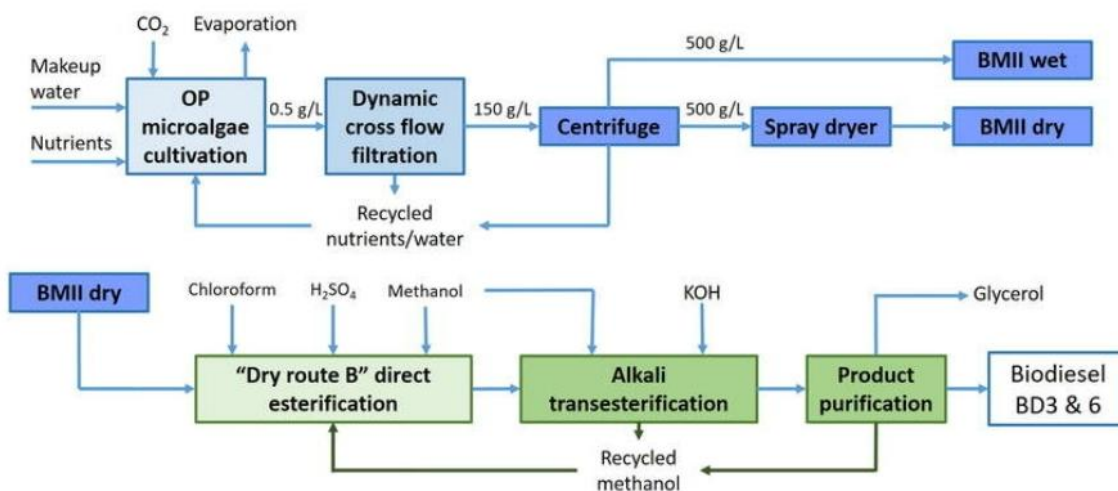 CO₂
Evaporation
Makeup
water
Nutrients
OP
microalgae
cultivation
0.5 g/L
Dynamic
cross flow
filtration
150 g/L
Centrifuge
500 g/L
BMII wet
500 g/L
Spray dryer
BMII dry
Recycled
nutrients/water
BMII dry
Chloroform
H₂SO₄
Methanol
KOH
Glycerol
“Dry route B” direct
esterification
Alkali
transesterification
Product
purification
Biodiesel
BD3 & 6
Recycled
methanol